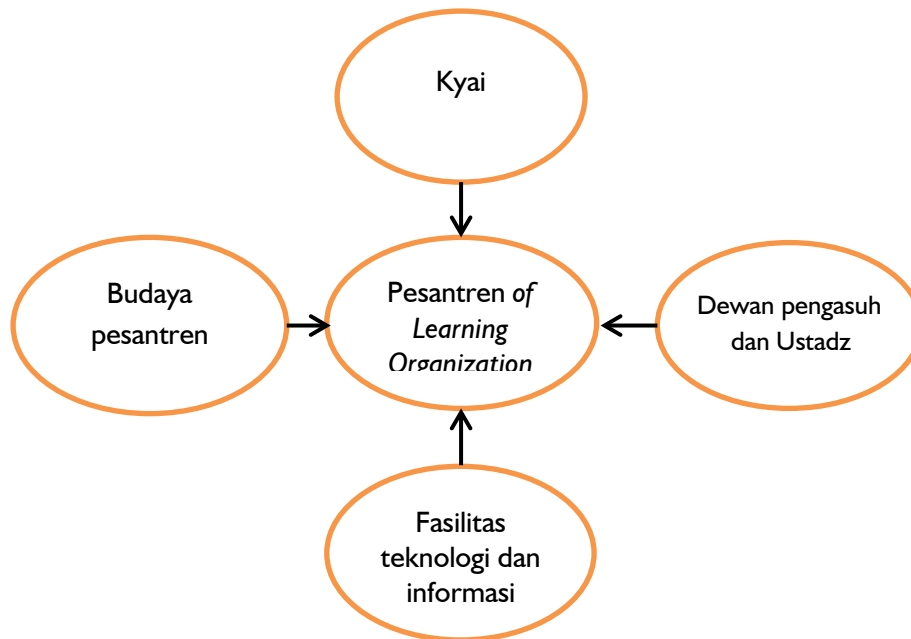 Kyai
Budaya
pesantren
Pesantren of
Learning
Organization
Dewan pengasuh
dan Ustadz
Fasilitas
teknologi dan
informasi